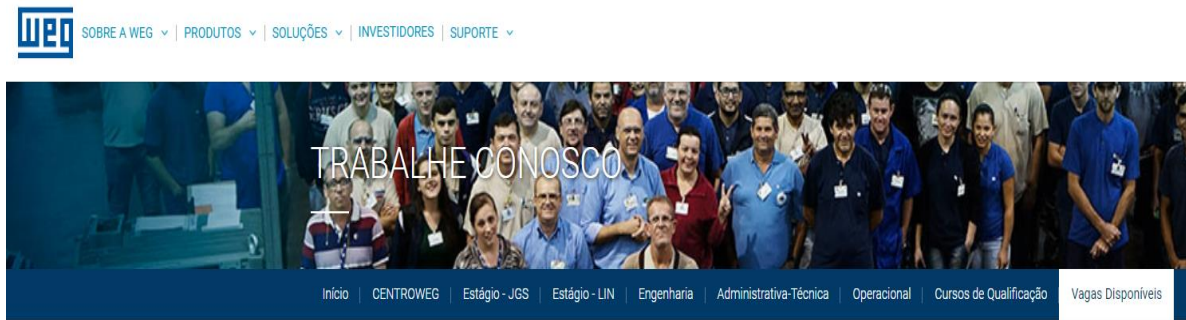 weg SOBRE A WEG | PRODUTOS | SOLUÇÕES | INVESTIDORES | SUPORTE
TRABALHE CONOSCO
Início | CENTROWEG | Estágio - JGS | Estágio - LIN | Engenharia | Administrativa-Técnica | Operacional | Cursos de Qualificação | Vagas Disponíveis